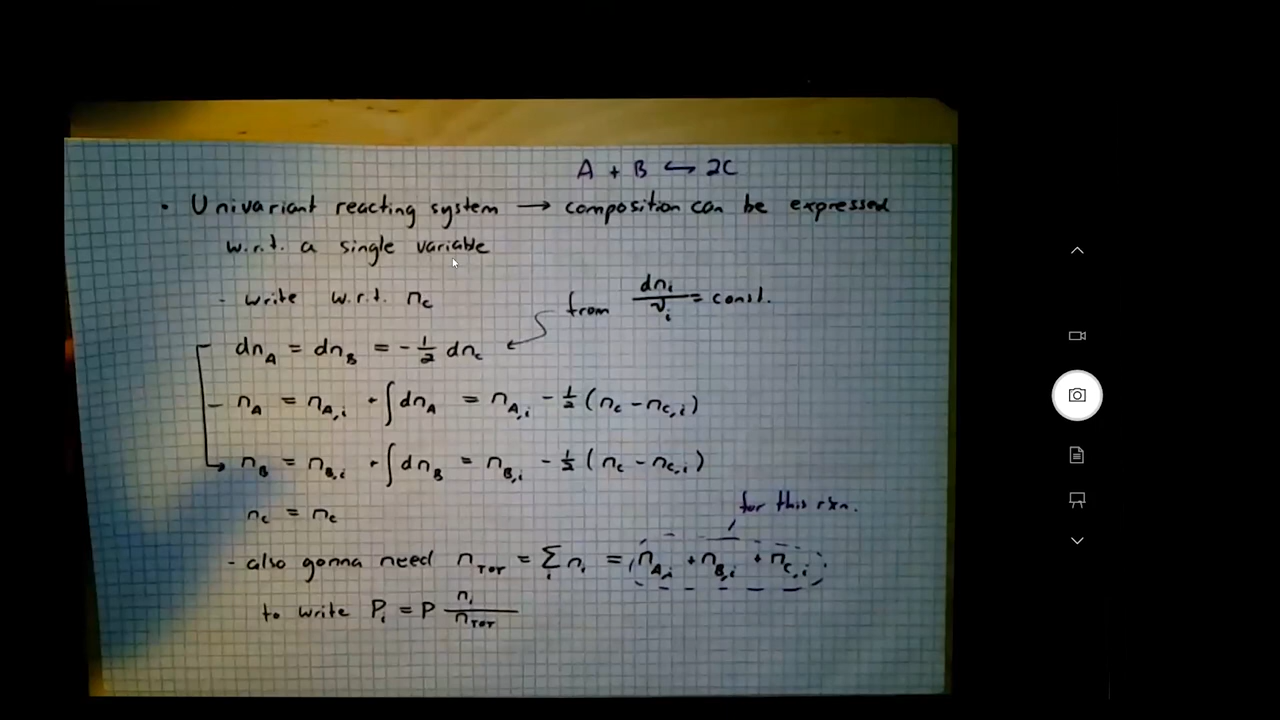 A + B ↔ 2C
• Univariant reacting system → composition can be expressed
w.r.t. a single variable
- write w.r.t. n_C
from dn_i/ν_i = const.
dn_A = dn_B = -1/2 dn_C
- n_A = n_A,i + ∫dn_A = n_A,i - 1/2 (n_C - n_C,i)
n_B = n_B,i + ∫dn_B = n_B,i - 1/2 (n_C - n_C,i)
n_C = n_C
for this rxn.
- also gonna need n_TOT = Σ_i n_i = n_A,i + n_B,i + n_C,i
to write P_i = P n_i/n_TOT